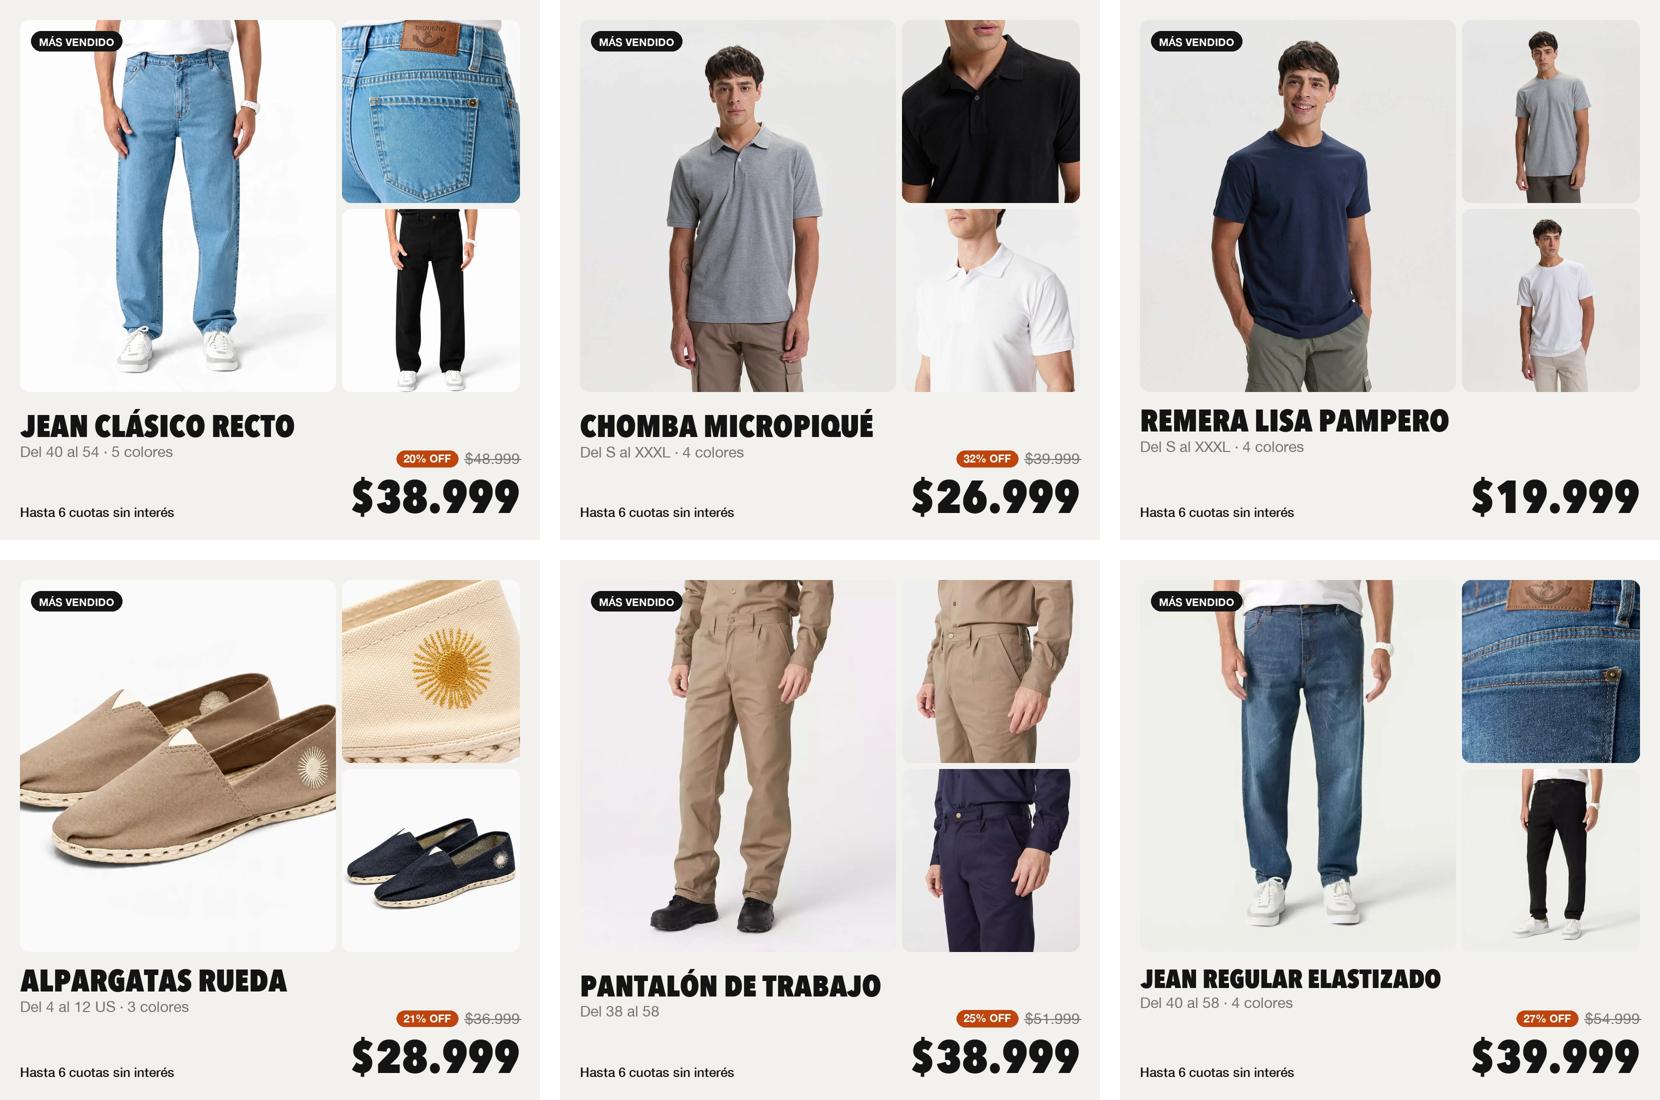 MÁS VENDIDO
JEAN CLÁSICO RECTO
Del 40 al 54 · 5 colores
20% OFF $48.999
Hasta 6 cuotas sin interés
$38.999
MÁS VENDIDO
CHOMBA MICROPIQUÉ
Del S al XXXL · 4 colores
32% OFF $39.999
Hasta 6 cuotas sin interés
$26.999
MÁS VENDIDO
REMERA LISA PAMPERO
Del S al XXXL · 4 colores
Hasta 6 cuotas sin interés
$19.999
MÁS VENDIDO
ALPARGATAS RUEDA
Del 4 al 12 US · 3 colores
21% OFF $36.999
Hasta 6 cuotas sin interés
$28.999
MÁS VENDIDO
PANTALÓN DE TRABAJO
Del 38 al 58
25% OFF $51.999
Hasta 6 cuotas sin interés
$38.999
MÁS VENDIDO
JEAN REGULAR ELASTIZADO
Del 40 al 58 · 4 colores
27% OFF $54.999
Hasta 6 cuotas sin interés
$39.999